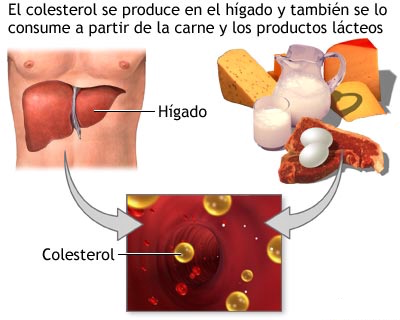 El colesterol se produce en el hígado y también se lo
consume a partir de la carne y los productos lácteos
Hígado
Colesterol